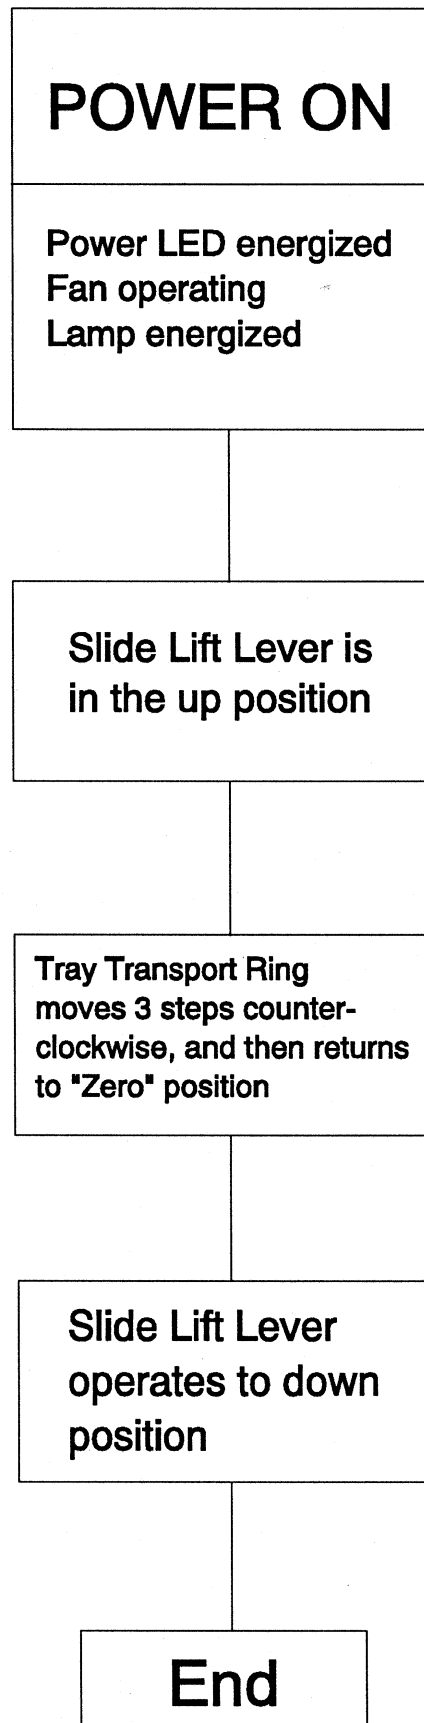 POWER ON
Power LED energized
Fan operating
Lamp energized
Slide Lift Lever is
in the up position
Tray Transport Ring
moves 3 steps counter-
clockwise, and then returns
to "Zero" position
Slide Lift Lever
operates to down
position
End